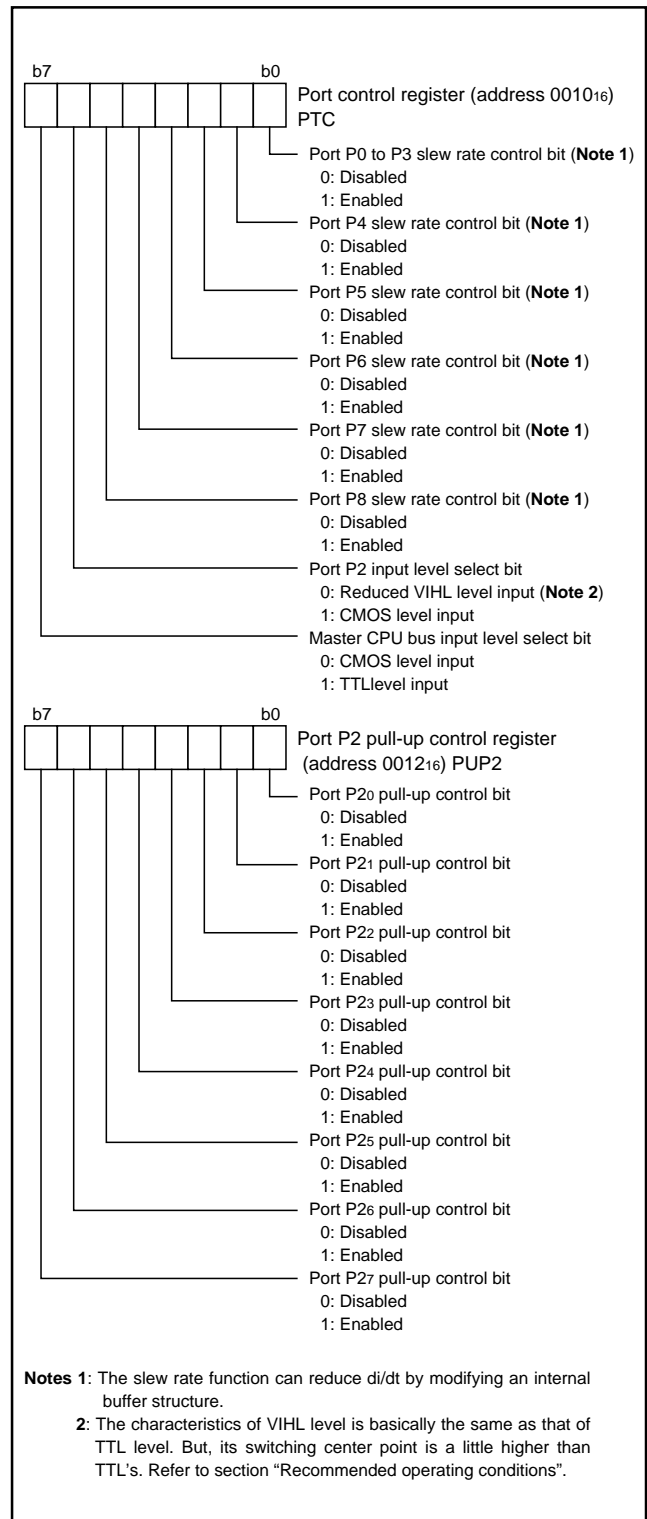 b7 b0
Port control register (address 0010₁₆)
PTC
Port P0 to P3 slew rate control bit (Note 1)
0: Disabled
1: Enabled
Port P4 slew rate control bit (Note 1)
0: Disabled
1: Enabled
Port P5 slew rate control bit (Note 1)
0: Disabled
1: Enabled
Port P6 slew rate control bit (Note 1)
0: Disabled
1: Enabled
Port P7 slew rate control bit (Note 1)
0: Disabled
1: Enabled
Port P8 slew rate control bit (Note 1)
0: Disabled
1: Enabled
Port P2 input level select bit
0: Reduced VIHL level input (Note 2)
1: CMOS level input
Master CPU bus input level select bit
0: CMOS level input
1: TTLlevel input
b7 b0
Port P2 pull-up control register
(address 0012₁₆) PUP2
Port P2₀ pull-up control bit
0: Disabled
1: Enabled
Port P2₁ pull-up control bit
0: Disabled
1: Enabled
Port P2₂ pull-up control bit
0: Disabled
1: Enabled
Port P2₃ pull-up control bit
0: Disabled
1: Enabled
Port P2₄ pull-up control bit
0: Disabled
1: Enabled
Port P2₅ pull-up control bit
0: Disabled
1: Enabled
Port P2₆ pull-up control bit
0: Disabled
1: Enabled
Port P2₇ pull-up control bit
0: Disabled
1: Enabled
Notes 1: The slew rate function can reduce di/dt by modifying an internal
buffer structure.
2: The characteristics of VIHL level is basically the same as that of
TTL level. But, its switching center point is a little higher than
TTL's. Refer to section “Recommended operating conditions”.